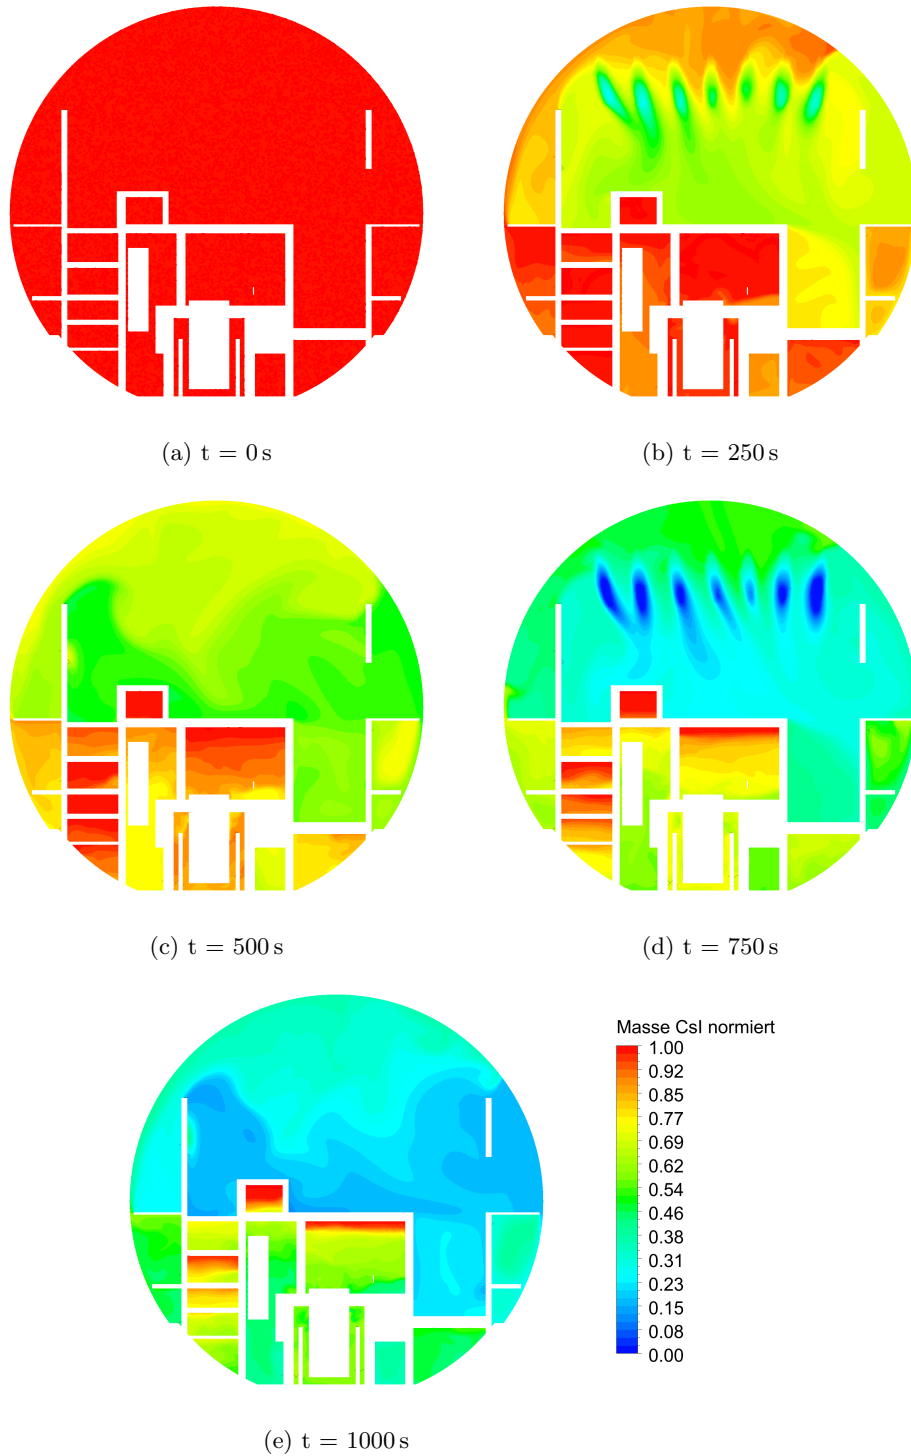 (a) t = 0 s
(b) t = 250 s
(c) t = 500 s
(d) t = 750 s
Masse CsI normiert
1.00
0.92
0.85
0.77
0.69
0.62
0.54
0.46
0.38
0.31
0.23
0.15
0.08
0.00
(e) t = 1000 s